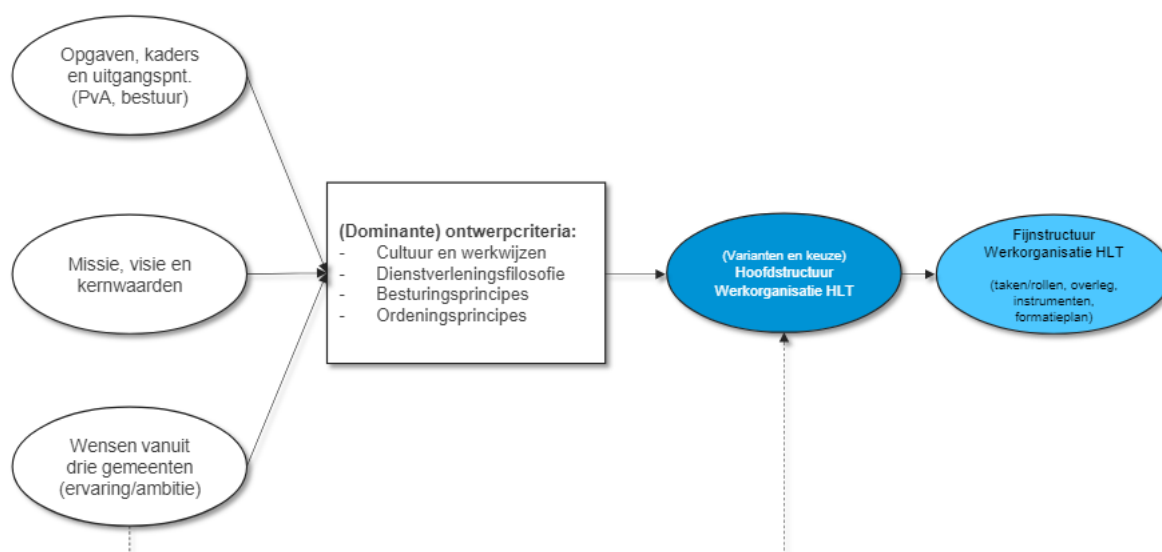 Opgaven, kaders
en uitgangspnt.
(PvA, bestuur)
Missie, visie en
kernwaarden
Wensen vanuit
drie gemeenten
(ervaring/ambitie)
(Dominante) ontwerpcriteria:
- Cultuur en werkwijzen
- Dienstverleningsfilosofie
- Besturingsprincipes
- Ordeningsprincipes
(Varianten en keuze)
Hoofdstructuur
Werkorganisatie HLT
Fijnstructuur
Werkorganisatie HLT
(taken/rollen, overleg,
instrumenten,
formatieplan)